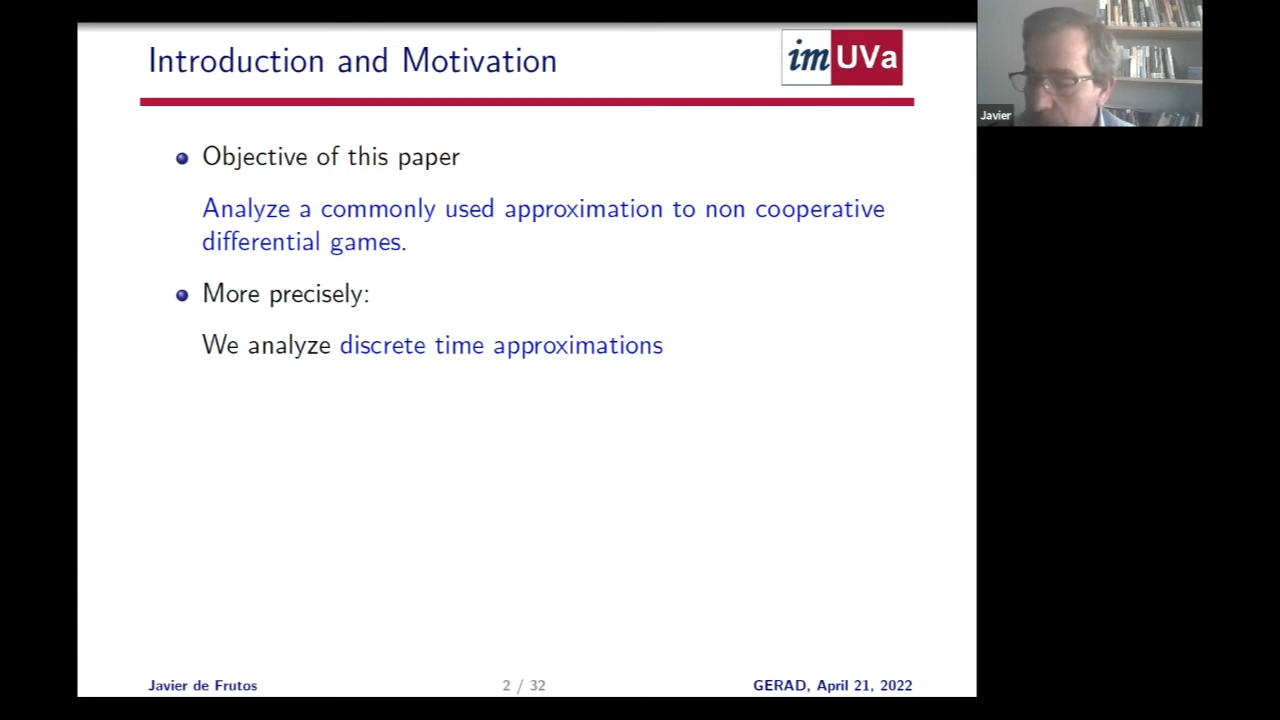 Introduction and Motivation
imUVa
Javier
Objective of this paper
Analyze a commonly used approximation to non cooperative
differential games.
More precisely:
We analyze discrete time approximations
Javier de Frutos
2 / 32
GERAD, April 21, 2022